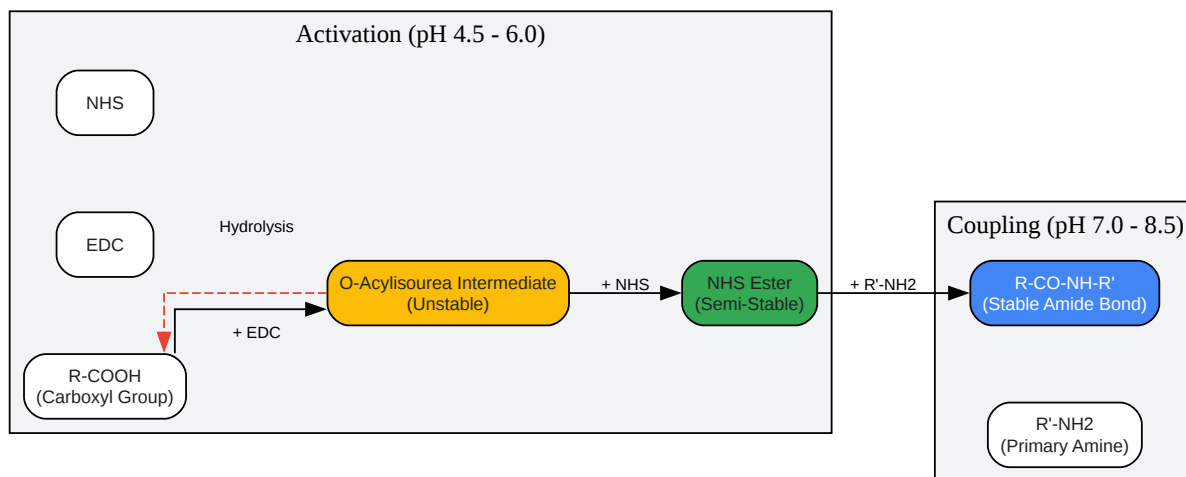 Activation (pH 4.5 - 6.0)
NHS
EDC
Hydrolysis
+ EDC
R-COOH
(Carboxyl Group)
O-Acylisourea Intermediate
(Unstable)
+ NHS
NHS Ester
(Semi-Stable)
+ R'-NH2
Coupling (pH 7.0 - 8.5)
R-CO-NH-R'
(Stable Amide Bond)
R'-NH2
(Primary Amine)